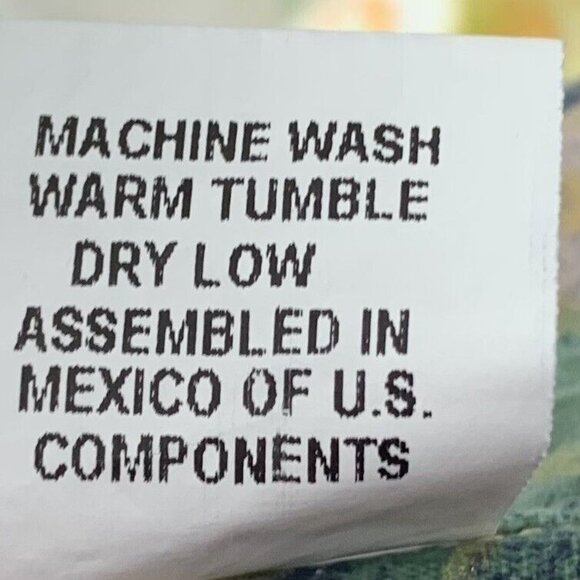 MACHINE WASH
WARM TUMBLE
DRY LOW
ASSEMBLED IN
MEXICO OF U.S.
COMPONENTS